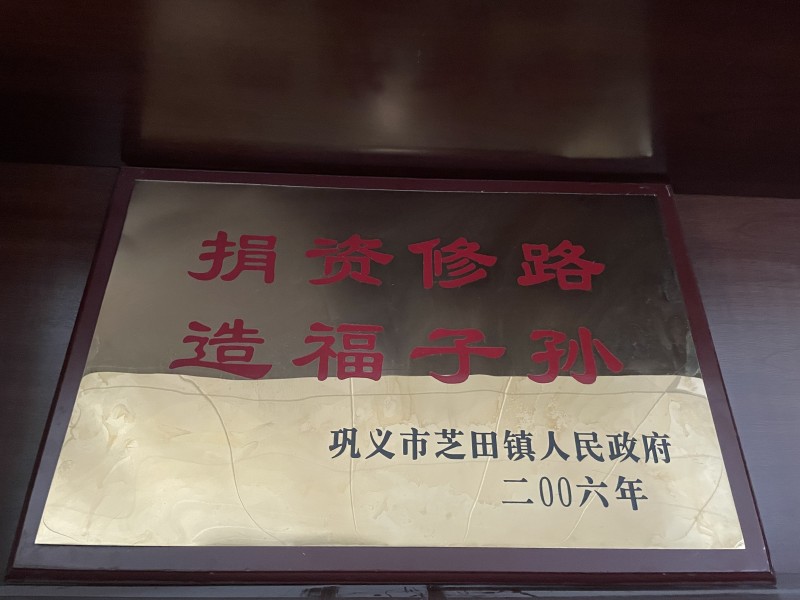 捐资修路
造福子孙
巩义市芝田镇人民政府
二00六年